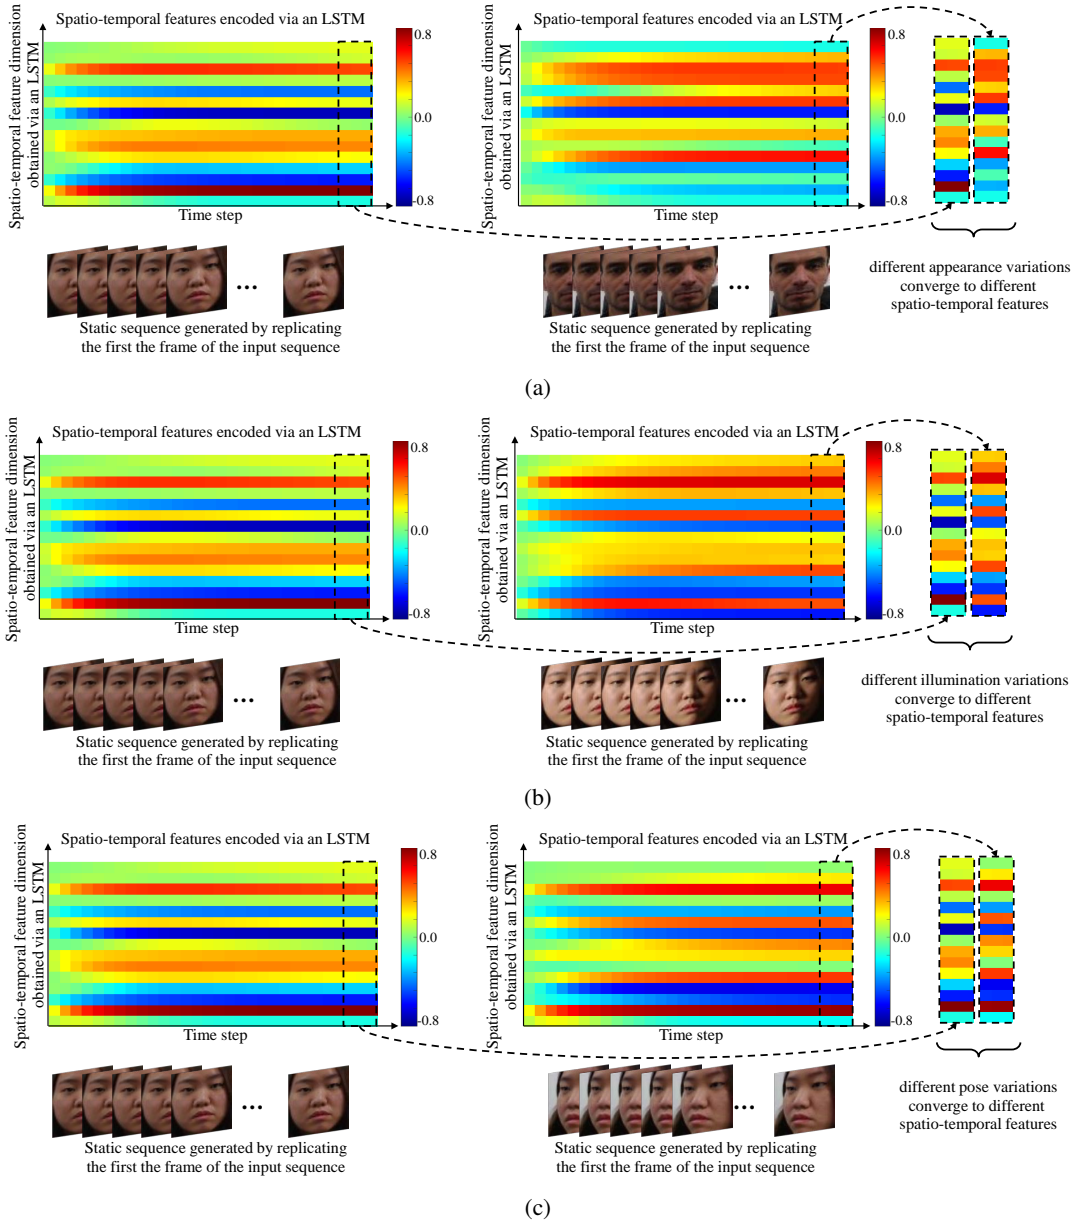 Spatio-temporal features encoded via an LSTM
Spatio-temporal features encoded via an LSTM
Spatio-temporal feature dimension
obtained via an LSTM
0.8
0.0
-0.8
Time step
Spatio-temporal feature dimension
obtained via an LSTM
0.8
0.0
-0.8
Time step
...
Static sequence generated by replicating
the first the frame of the input sequence
...
Static sequence generated by replicating
the first the frame of the input sequence
different appearance variations
converge to different
spatio-temporal features
(a)
Spatio-temporal features encoded via an LSTM
Spatio-temporal features encoded via an LSTM
Spatio-temporal feature dimension
obtained via an LSTM
0.8
0.0
-0.8
Time step
Spatio-temporal feature dimension
obtained via an LSTM
0.8
0.0
-0.8
Time step
...
Static sequence generated by replicating
the first the frame of the input sequence
...
Static sequence generated by replicating
the first the frame of the input sequence
different illumination variations
converge to different
spatio-temporal features
(b)
Spatio-temporal features encoded via an LSTM
Spatio-temporal features encoded via an LSTM
Spatio-temporal feature dimension
obtained via an LSTM
0.8
0.0
-0.8
Time step
Spatio-temporal feature dimension
obtained via an LSTM
0.8
0.0
-0.8
Time step
...
Static sequence generated by replicating
the first the frame of the input sequence
...
Static sequence generated by replicating
the first the frame of the input sequence
different pose variations
converge to different
spatio-temporal features
(c)